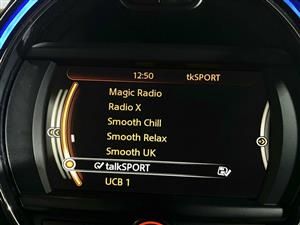 12:50 tkSPORT
Magic Radio
Radio X
Smooth Chill
Smooth Relax
Smooth UK
talkSPORT
UCB 1